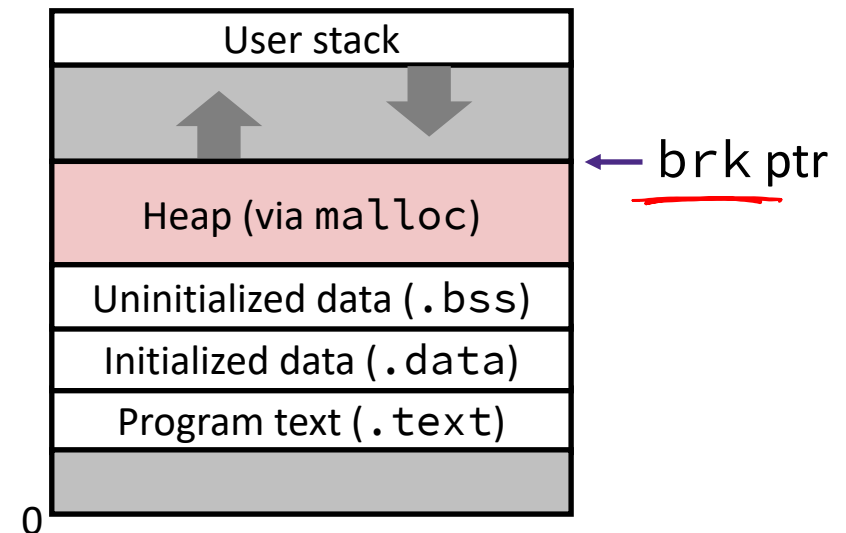 User stack
brk ptr
Heap (via malloc)
Uninitialized data (.bss)
Initialized data (.data)
Program text (.text)
0